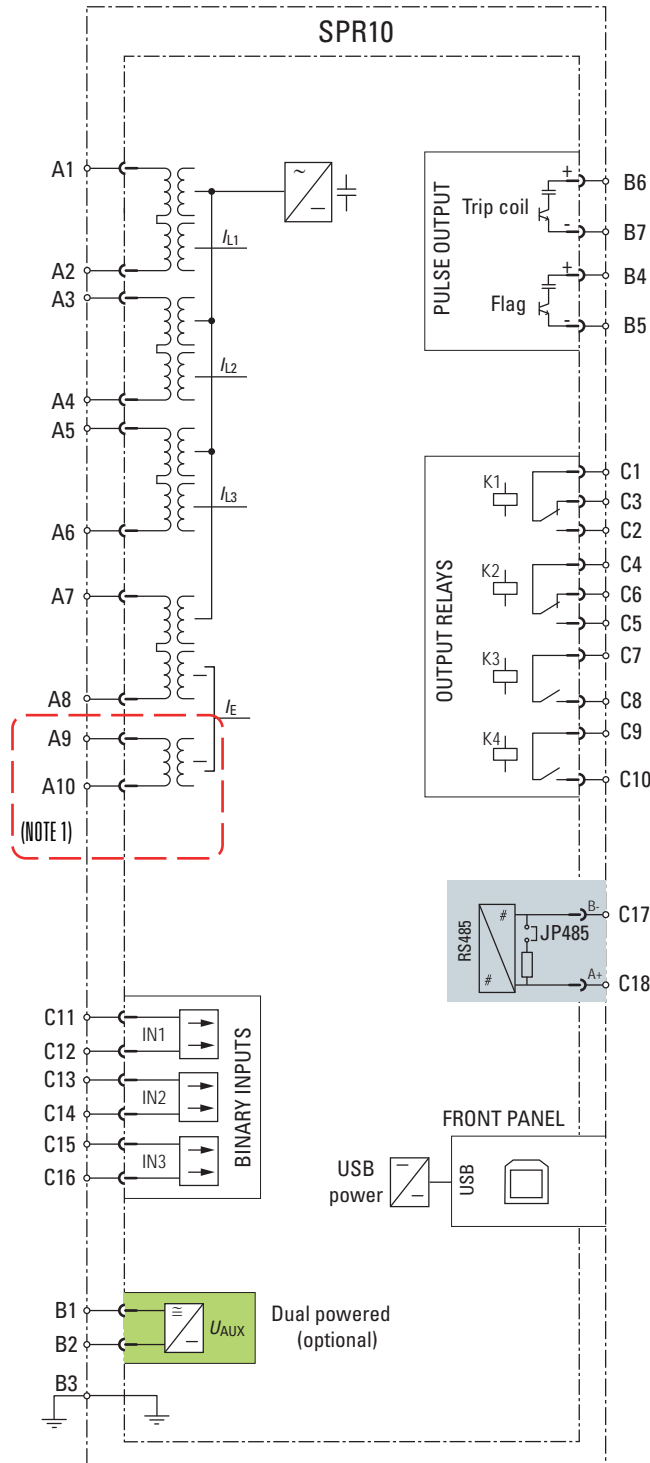 SPR10
A1
A2
A3
A4
A5
A6
A7
A8
A9
A10
(NOTE 1)
IL1
IL2
IL3
IE
~
PULSE OUTPUT
Trip coil
+
-
Flag
+
-
B6
B7
B4
B5
OUTPUT RELAYS
K1
K2
K3
K4
C1
C3
C2
C4
C6
C5
C7
C8
C9
C10
RS485
#
#
B-
JP485
A+
C17
C18
C11
C12
C13
C14
C15
C16
IN1
IN2
IN3
BINARY INPUTS
FRONT PANEL
USB
power
USB
B1
B2
B3
UAUX
Dual powered
(optional)